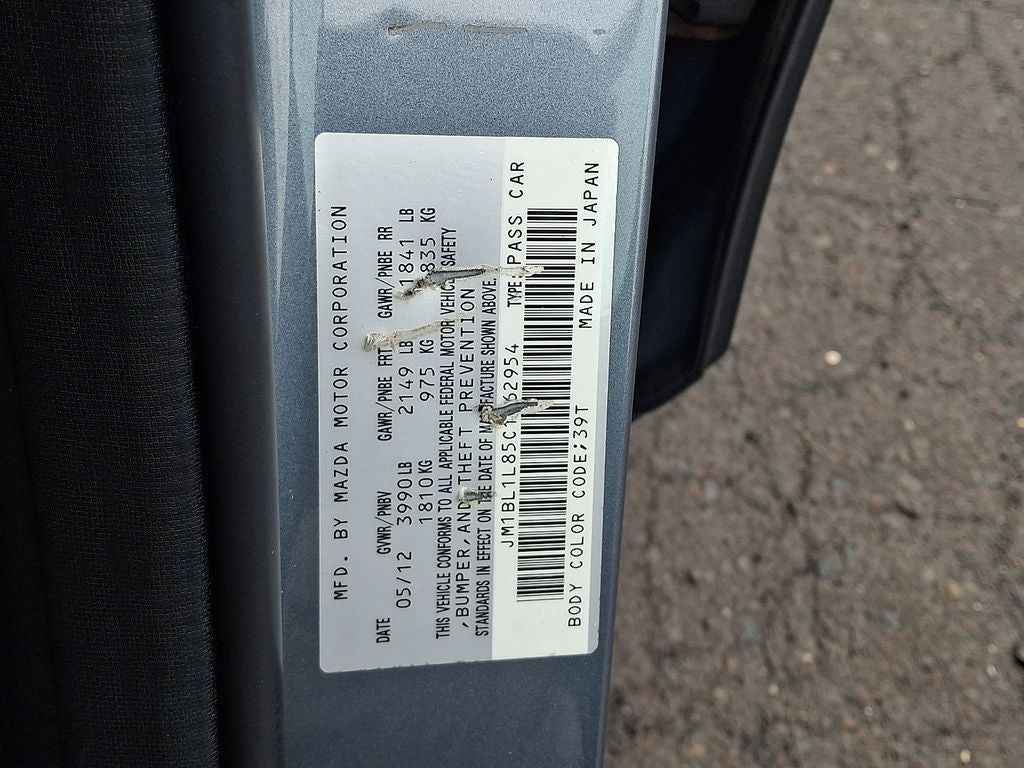 MFD. BY MAZDA MOTOR CORPORATION
DATE GVWR/PNBV GAWR/PNBE FRT GAWR/PNBE RR
05/12 3990LB 2149 LB 1841 LB
1810KG 975 KG 835 KG
THIS VEHICLE CONFORMS TO ALL APPLICABLE FEDERAL MOTOR VEHICLE SAFETY
,BUMPER,AND THEFT PREVENTION
STANDARDS IN EFFECT ON THE DATE OF MANUFACTURE SHOWN ABOVE.
TYPE:PASS CAR
BODY COLOR CODE;39T MADE IN JAPAN